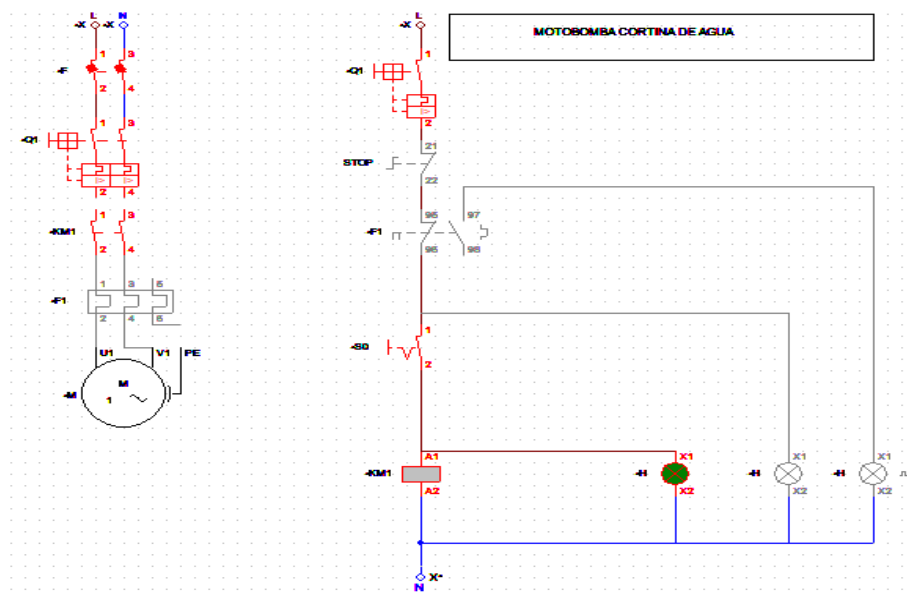 MOTOBOMBA CORTINA DE AGUA
L N
-X -X
1 3
-F
2 4
1 3
-Q1
2 4
1 3
-KM1
2 4
1 3 5
-F1
2 4 6
U1 V1 PE
-M M
1
L
-X
1
-Q1
2
21
STOP
22
95 97
-F1
96 98
1
-S0
2
A1 X1 X1 X1
-KM1 -H -H -H
A2 X2 X2 X2
N